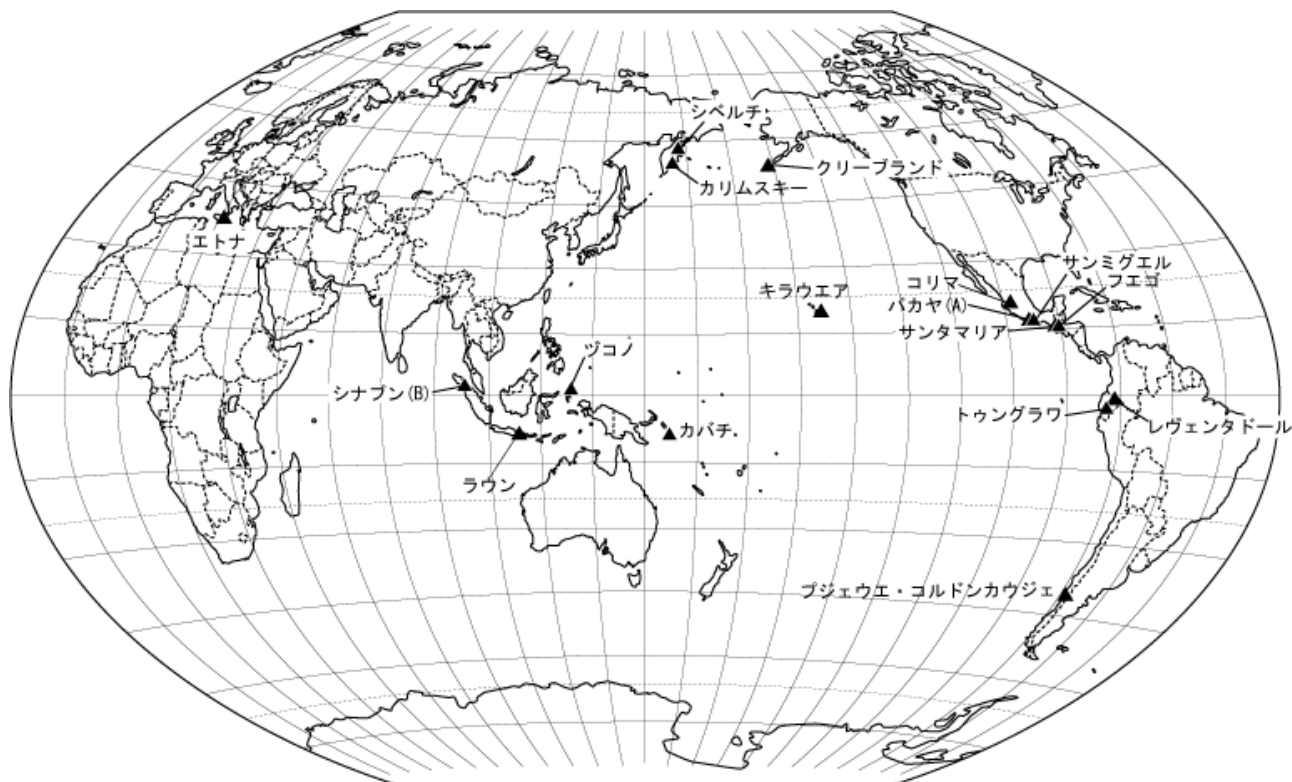 シベルチ
クリーブランド
カリムスキー
エトナ
サンミグエル
コリマ
フエゴ
キラウエア
パカヤ(A)
サンタマリア
ヅコノ
シナブン(B)
トゥングラワ
カバチ
レヴェンタドール
ラウン
プジェウエ・コルドンカウジェ